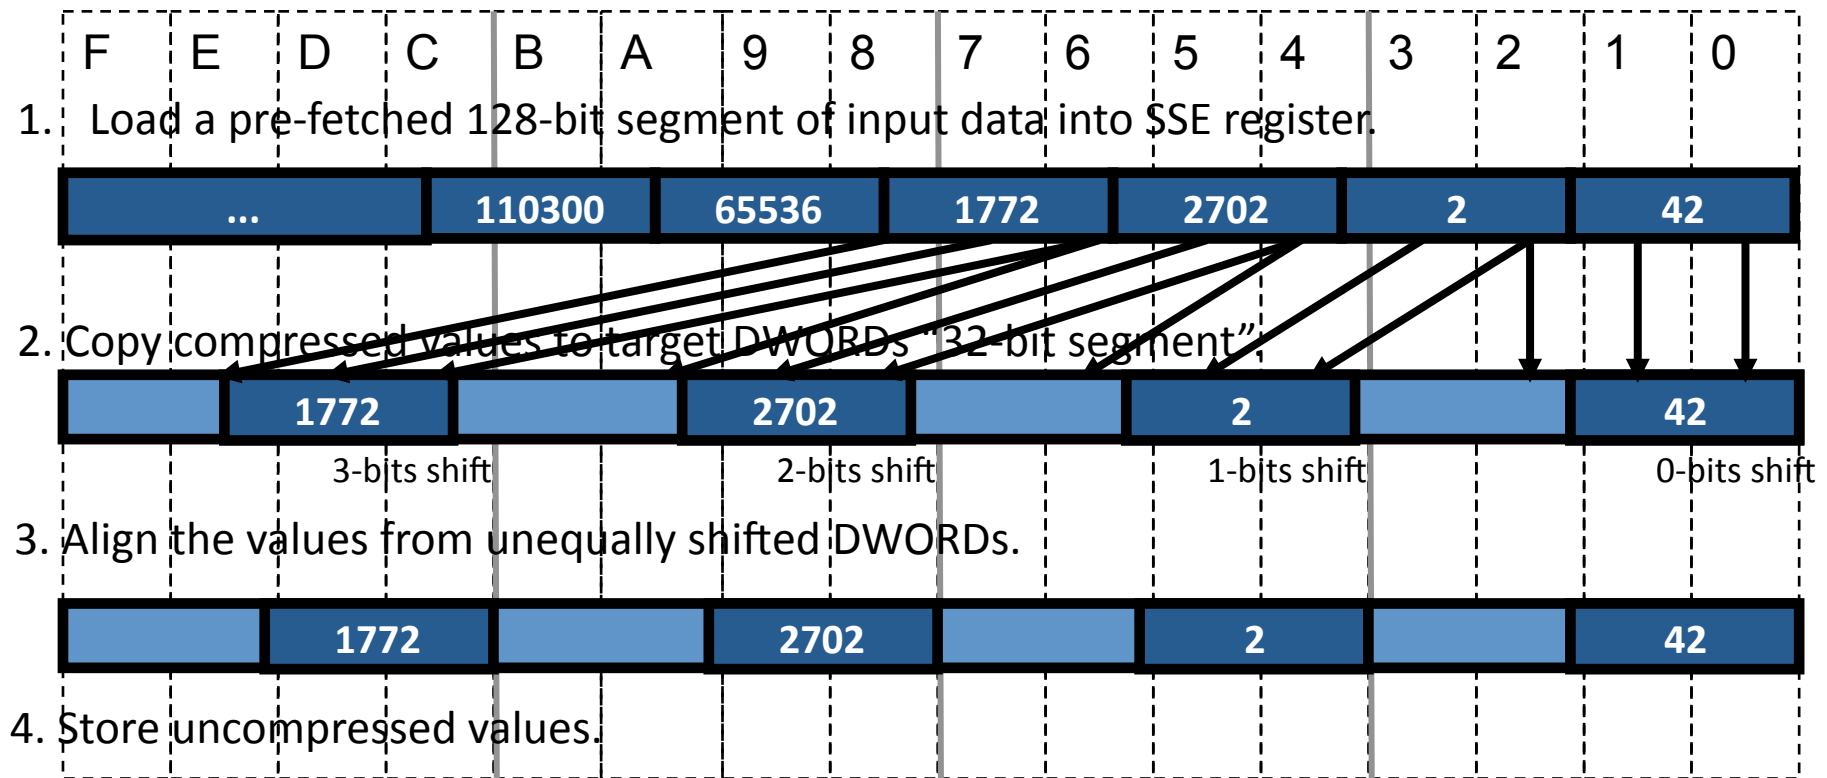 F E D C B A 9 8 7 6 5 4 3 2 1 0
1. Load a pre-fetched 128-bit segment of input data into SSE register.
... 110300 65536 1772 2702 2 42
2. Copy compressed values to target DWORDs "32-bit segment".
1772 2702 2 42
3-bits shift 2-bits shift 1-bits shift 0-bits shift
3. Align the values from unequally shifted DWORDs.
1772 2702 2 42
4. Store uncompressed values.